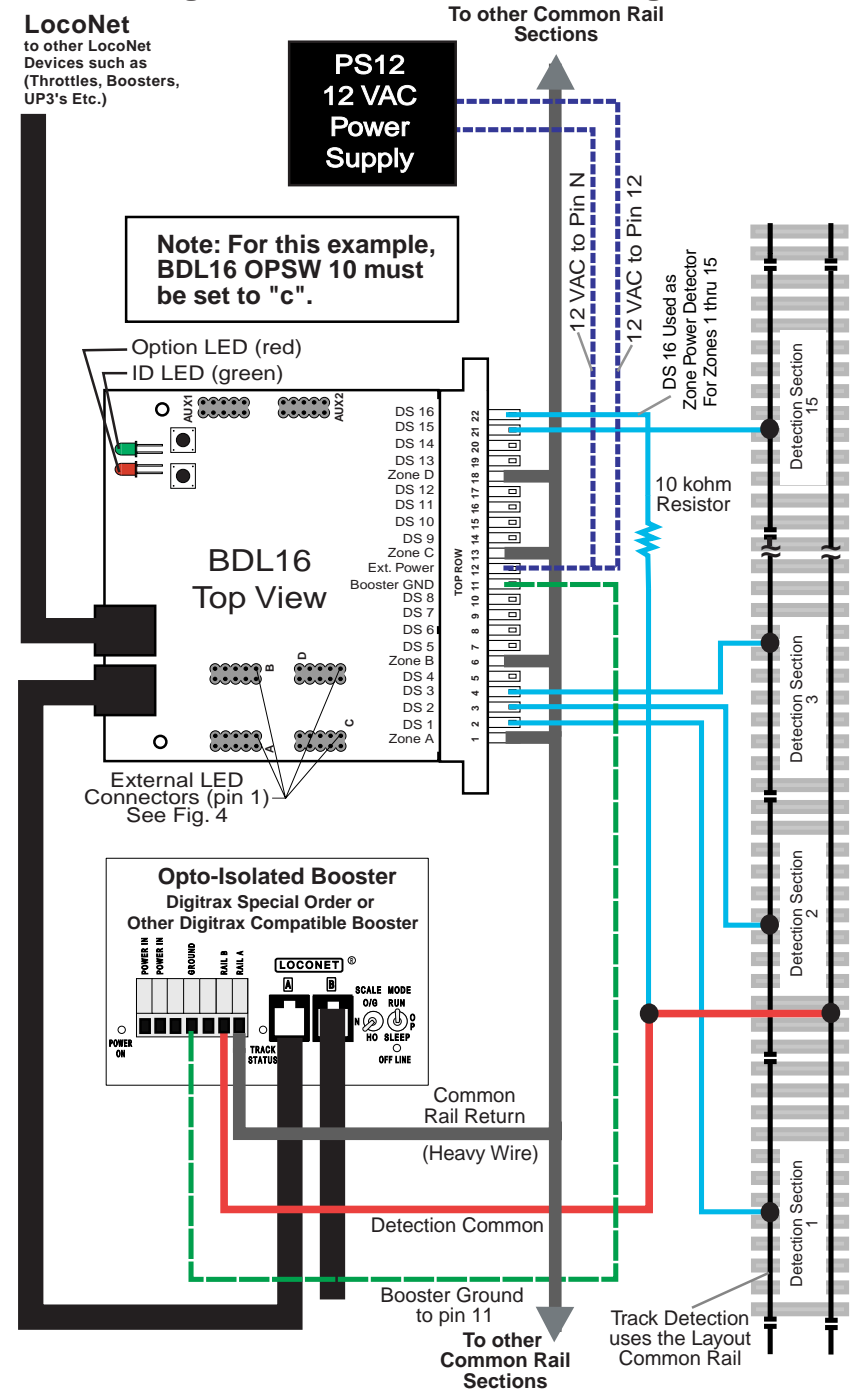 To other Common Rail
Sections
LocoNet
to other LocoNet
Devices such as
(Throttles, Boosters,
UP3's Etc.)
PS12
12 VAC
Power
Supply
12 VAC to Pin N
12 VAC to Pin 12
Note: For this example,
BDL16 OPSW 10 must
be set to "c".
DS 16 Used as
Zone Power Detector
For Zones 1 thru 15
Option LED (red)
ID LED (green)
AUX1
AUX2
DS 16
DS 15
DS 14
DS 13
Zone D
DS 12
DS 11
DS 10
DS 9
Zone C
Ext. Power
Booster GND
DS 8
DS 7
DS 6
DS 5
Zone B
DS 4
DS 3
DS 2
DS 1
Zone A
TOP ROW
22
21
20
19
18
17
16
15
14
13
12
11
10
9
8
7
6
5
4
3
2
1
BDL16
Top View
B
D
A
C
External LED
Connectors (pin 1)
See Fig. 4
10 kohm
Resistor
Detection Section
15
Detection Section
3
Detection Section
2
Detection Section
1
Opto-Isolated Booster
Digitrax Special Order or
Other Digitrax Compatible Booster
POWER IN
POWER IN
GROUND
RAIL B
RAIL A
LOCONET ®
A
B
SCALE MODE
O/G RUN
N
O
P
HO SLEEP
OFF LINE
POWER
ON
TRACK
STATUS
Common
Rail Return
(Heavy Wire)
Detection Common
Booster Ground
to pin 11
To other
Common Rail
Sections
Track Detection
uses the Layout
Common Rail